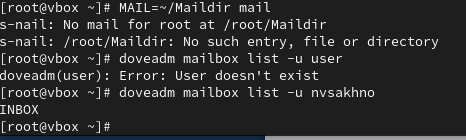 [root@vbox ~]# MAIL=~/Maildir mail
s-nail: No mail for root at /root/Maildir
s-nail: /root/Maildir: No such entry, file or directory
[root@vbox ~]# doveadm mailbox list -u user
doveadm(user): Error: User doesn't exist
[root@vbox ~]# doveadm mailbox list -u nvsakhno
INBOX
[root@vbox ~]#